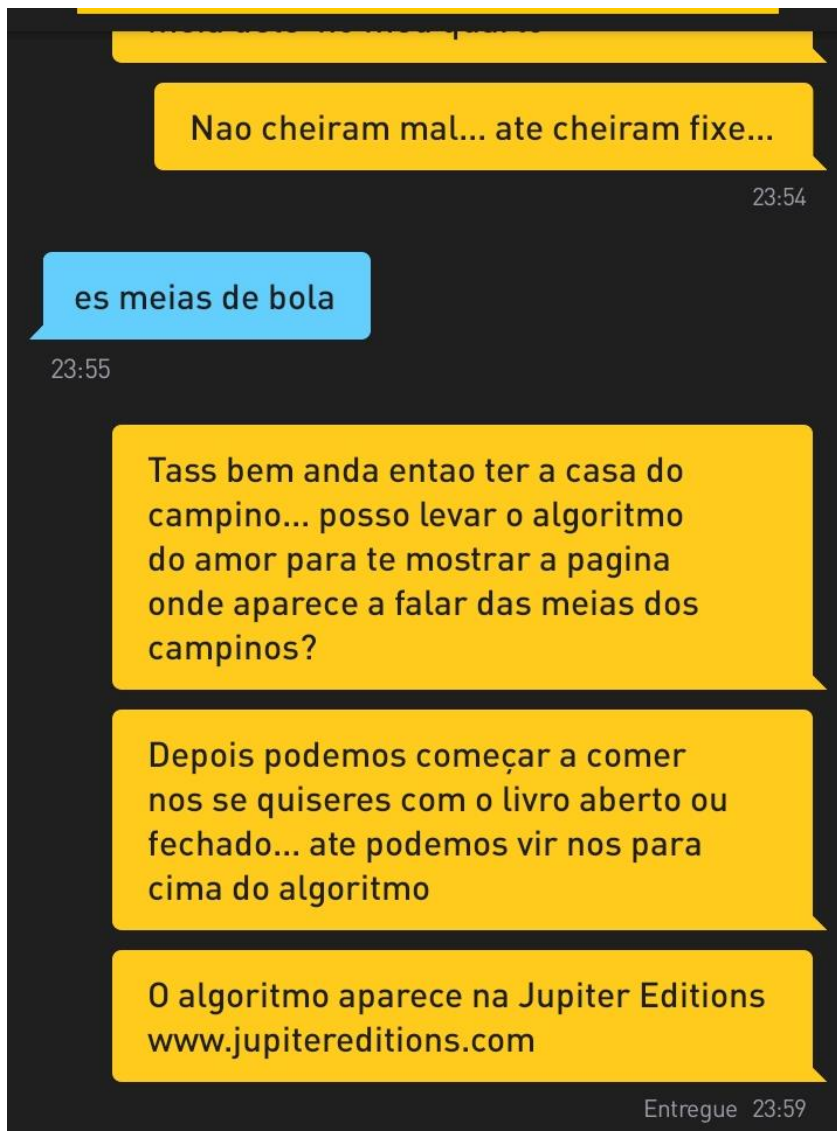 Nao cheiram mal... ate cheiram fixe...
23:54
es meias de bola
23:55
Tass bem anda entao ter a casa do
campino... posso levar o algoritmo
do amor para te mostrar a pagina
onde aparece a falar das meias dos
campinos?
Depois podemos começar a comer
nos se quiseres com o livro aberto ou
fechado... ate podemos vir nos para
cima do algoritmo
O algoritmo aparece na Jupiter Editions
www.jupitereditions.com
Entregue 23:59